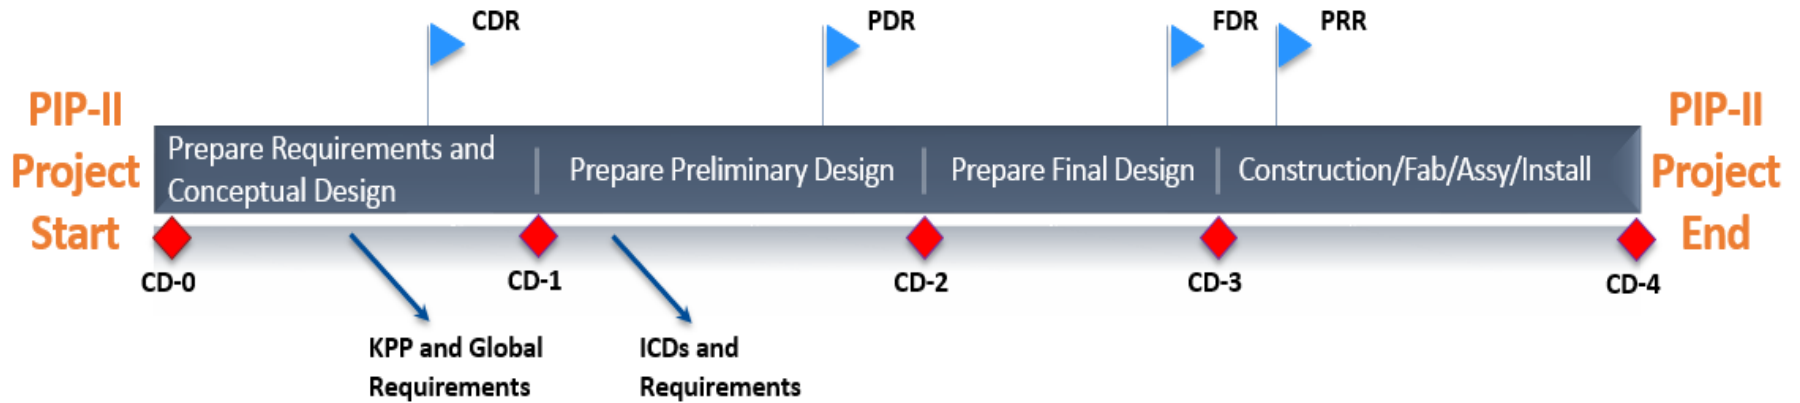 CDR
PDR
FDR
PRR
PIP-II
Project
Start
Prepare Requirements and
Conceptual Design
Prepare Preliminary Design
Prepare Final Design
Construction/Fab/Assy/Install
PIP-II
Project
End
CD-0
CD-1
CD-2
CD-3
CD-4
KPP and Global
Requirements
ICDs and
Requirements